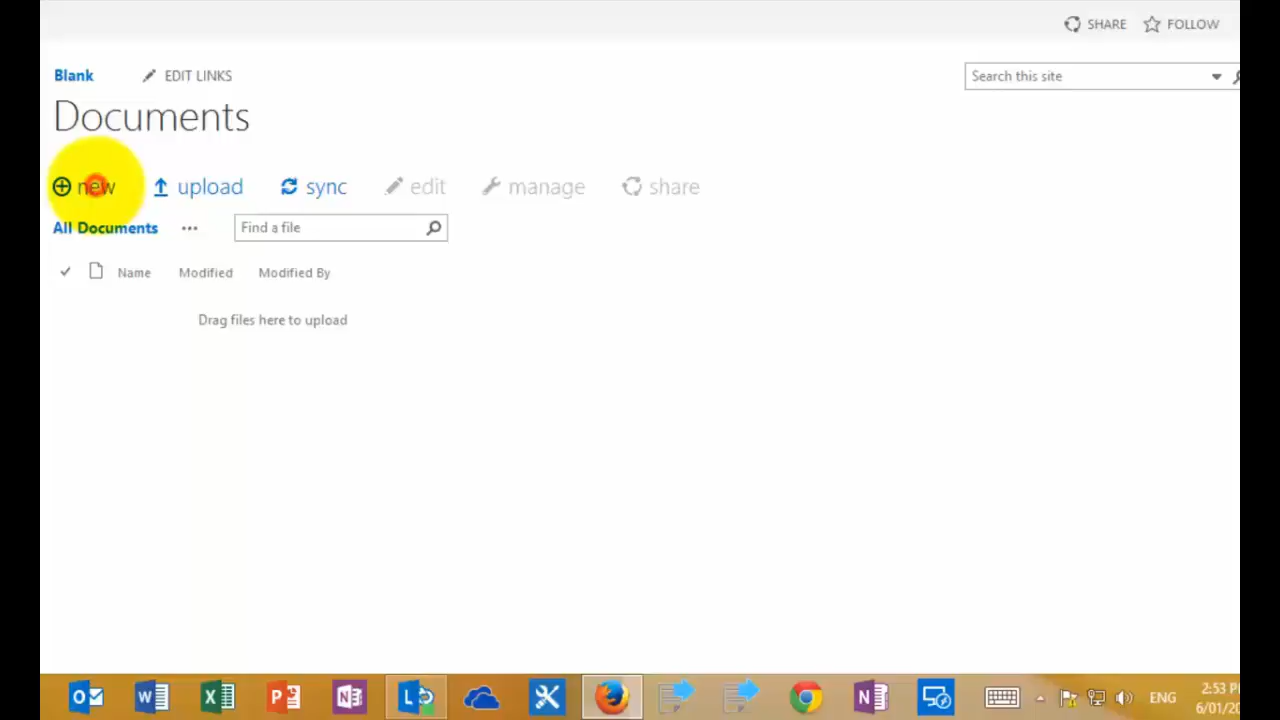 SHARE FOLLOW
Blank EDIT LINKS
Search this site
Documents
new upload sync edit manage share
All Documents ... Find a file
Name Modified Modified By
Drag files here to upload
ENG
2:53 P
6/01/20